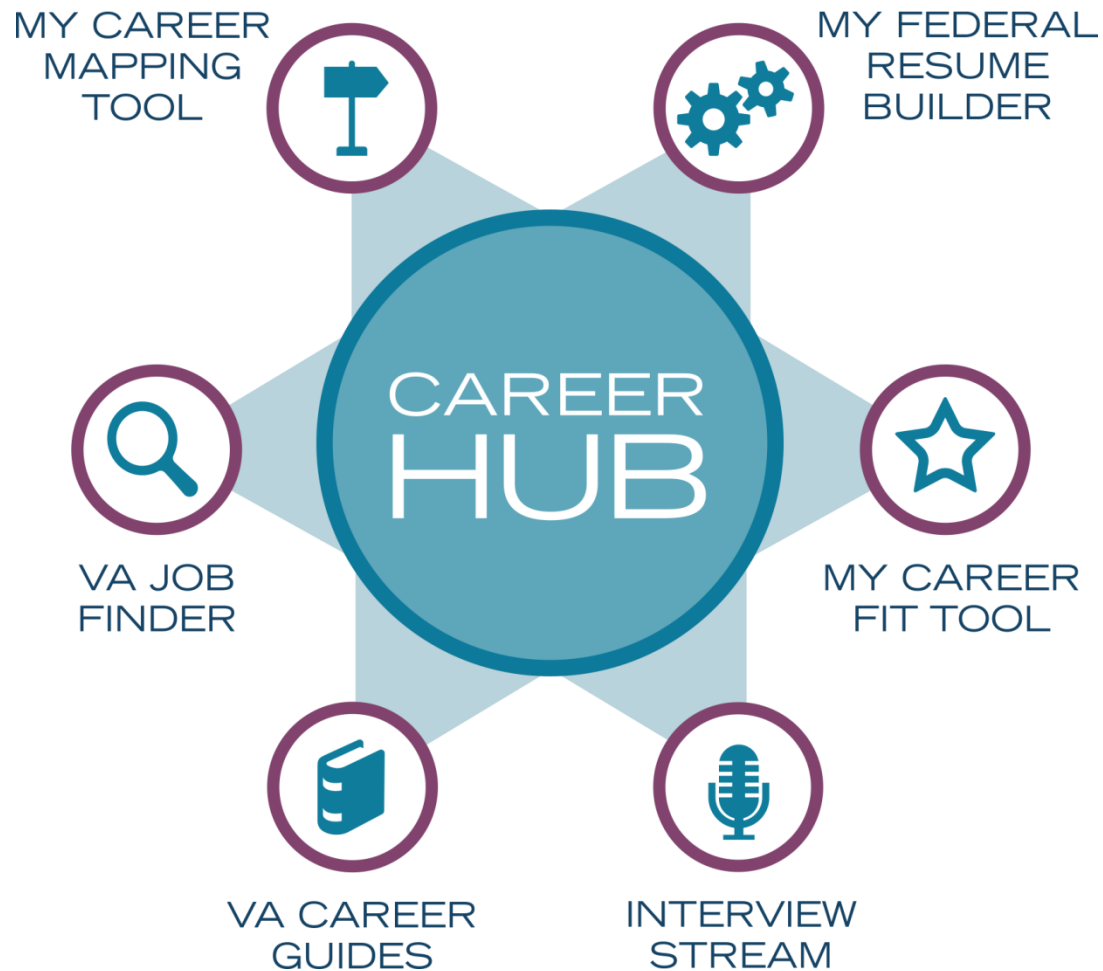 MY CAREER
MAPPING
TOOL
MY FEDERAL
RESUME
BUILDER
CAREER
HUB
VA JOB
FINDER
MY CAREER
FIT TOOL
VA CAREER
GUIDES
INTERVIEW
STREAM